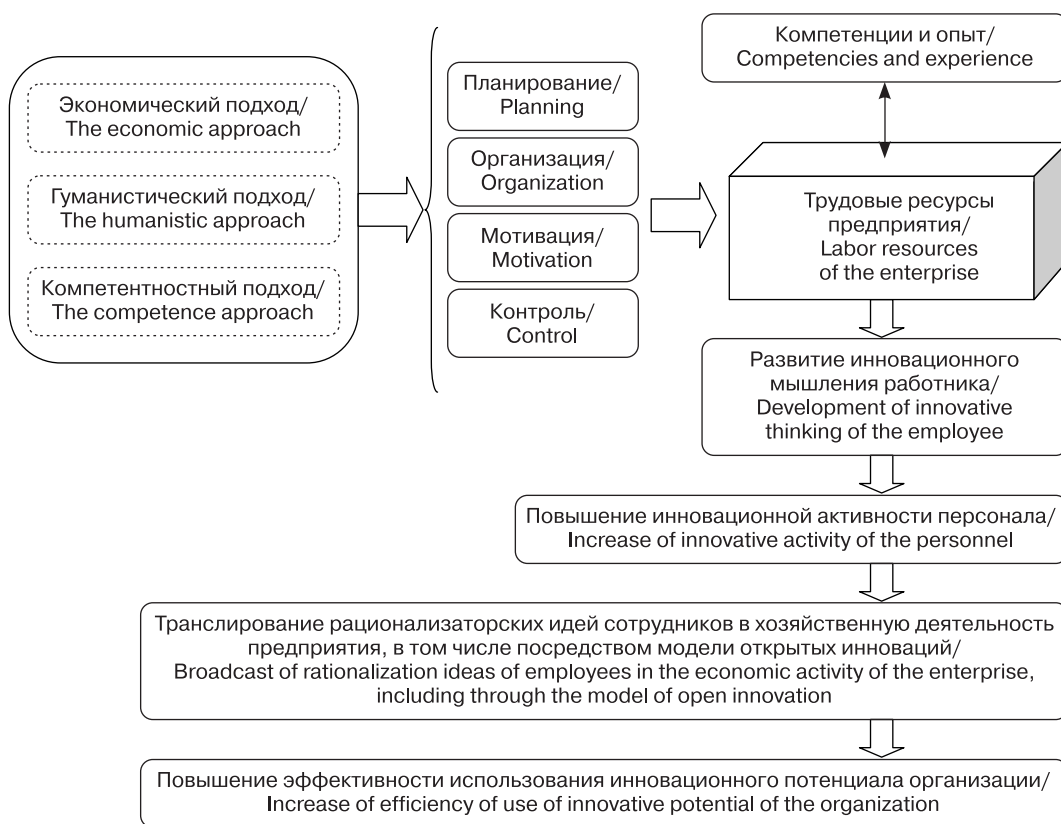 Экономический подход/
The economic approach
Гуманистический подход/
The humanistic approach
Компетентностный подход/
The competence approach
Планирование/
Planning
Организация/
Organization
Мотивация/
Motivation
Контроль/
Control
Компетенции и опыт/
Competencies and experience
Трудовые ресурсы
предприятия/
Labor resources
of the enterprise
Развитие инновационного
мышления работника/
Development of innovative
thinking of the employee
Повышение инновационной активности персонала/
Increase of innovative activity of the personnel
Транслирование рационализаторских идей сотрудников в хозяйственную деятельность
предприятия, в том числе посредством модели открытых инноваций/
Broadcast of rationalization ideas of employees in the economic activity of the enterprise,
including through the model of open innovation
Повышение эффективности использования инновационного потенциала организации/
Increase of efficiency of use of innovative potential of the organization